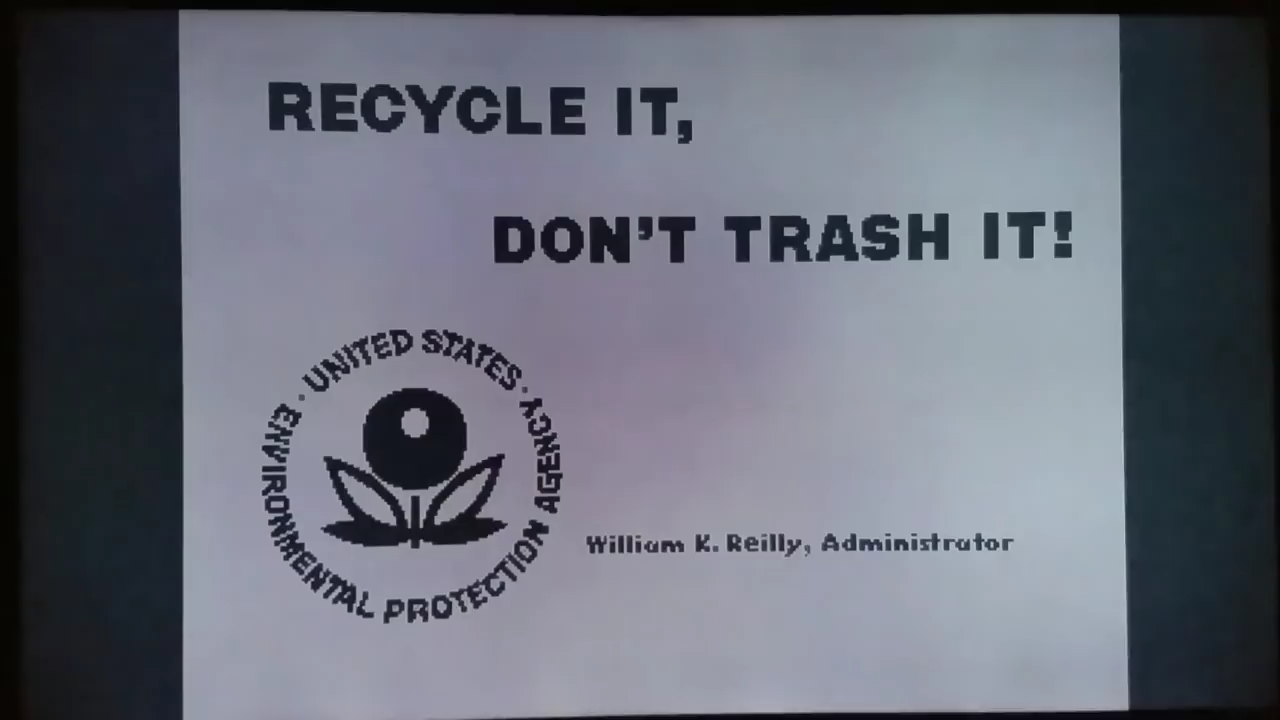 RECYCLE IT,
DON'T TRASH IT!
· UNITED STATES ·
ENVIRONMENTAL PROTECTION AGENCY
William K. Reilly, Administrator